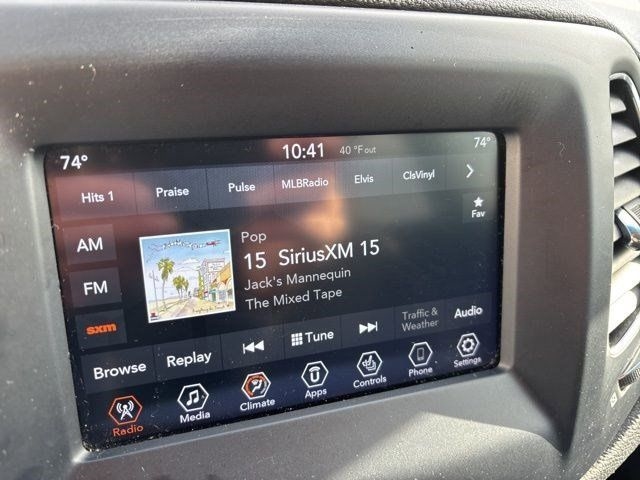 74° 10:41 40 °F out 74°
Hits 1 Praise Pulse MLBRadio Elvis ClsVinyl
Fav
AM
FM
sxm
Pop
15 SiriusXM 15
Jack's Mannequin
The Mixed Tape
Browse Replay Tune Traffic & Weather Audio
Radio Media Climate Apps Controls Phone Settings